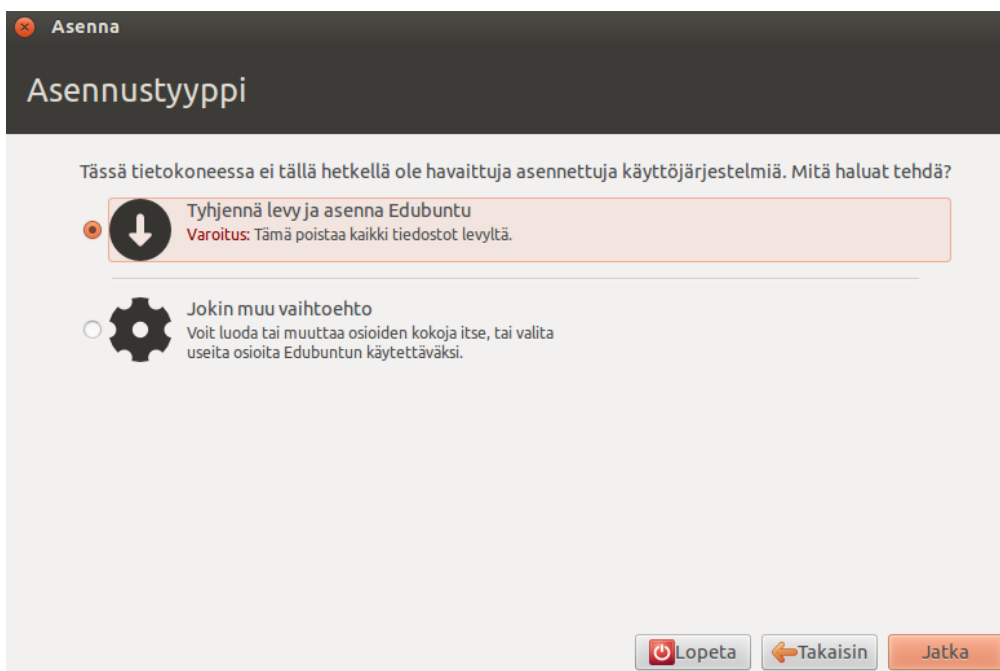 Asenna
Asennustyyppi
Tässä tietokoneessa ei tällä hetkellä ole havaittuja asennettuja käyttöjärjestelmiä. Mitä haluat tehdä?
Tyhjennä levy ja asenna Edubuntu
Varoitus: Tämä poistaa kaikki tiedostot levyltä.
Jokin muu vaihtoehto
Voit luoda tai muuttaa osioiden kokoja itse, tai valita
useita osioita Edubuntun käytettäväksi.
Lopeta Takaisin Jatka